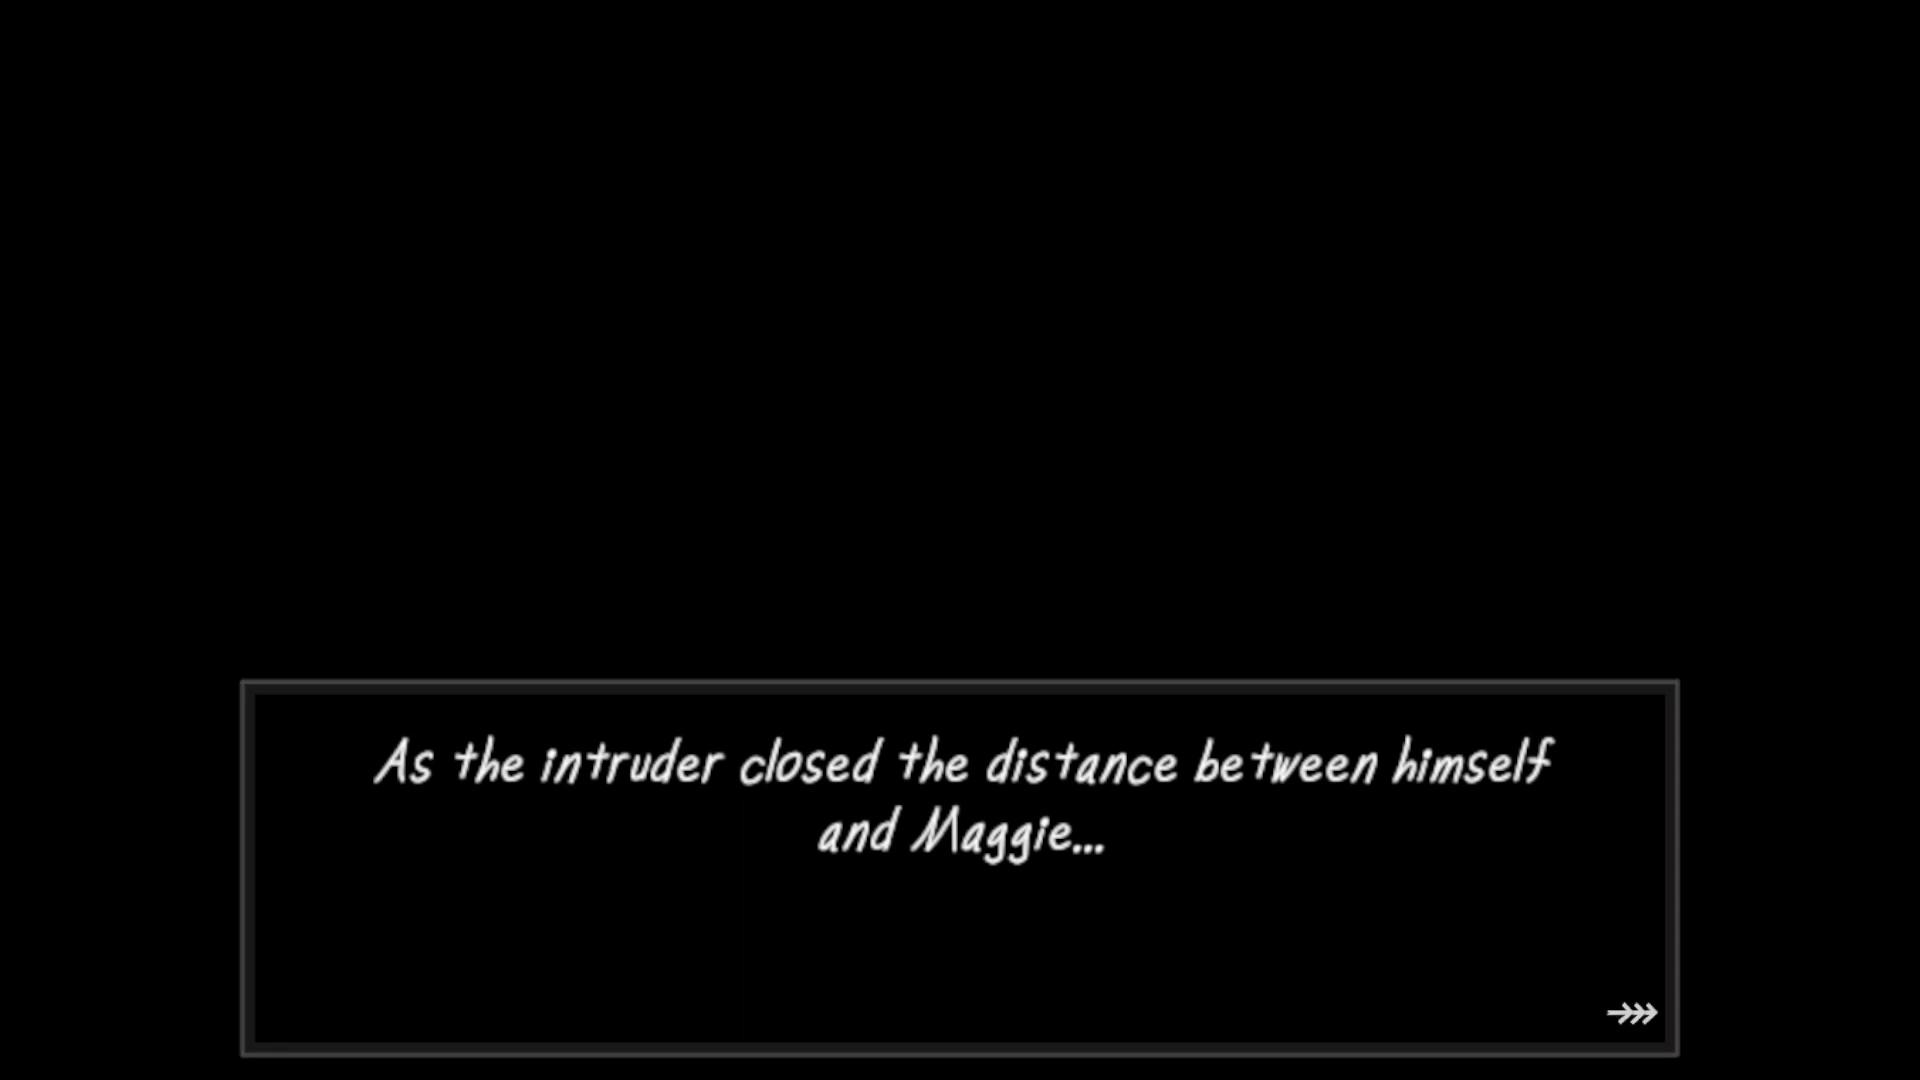 As the intruder closed the distance between himself
and Maggie...